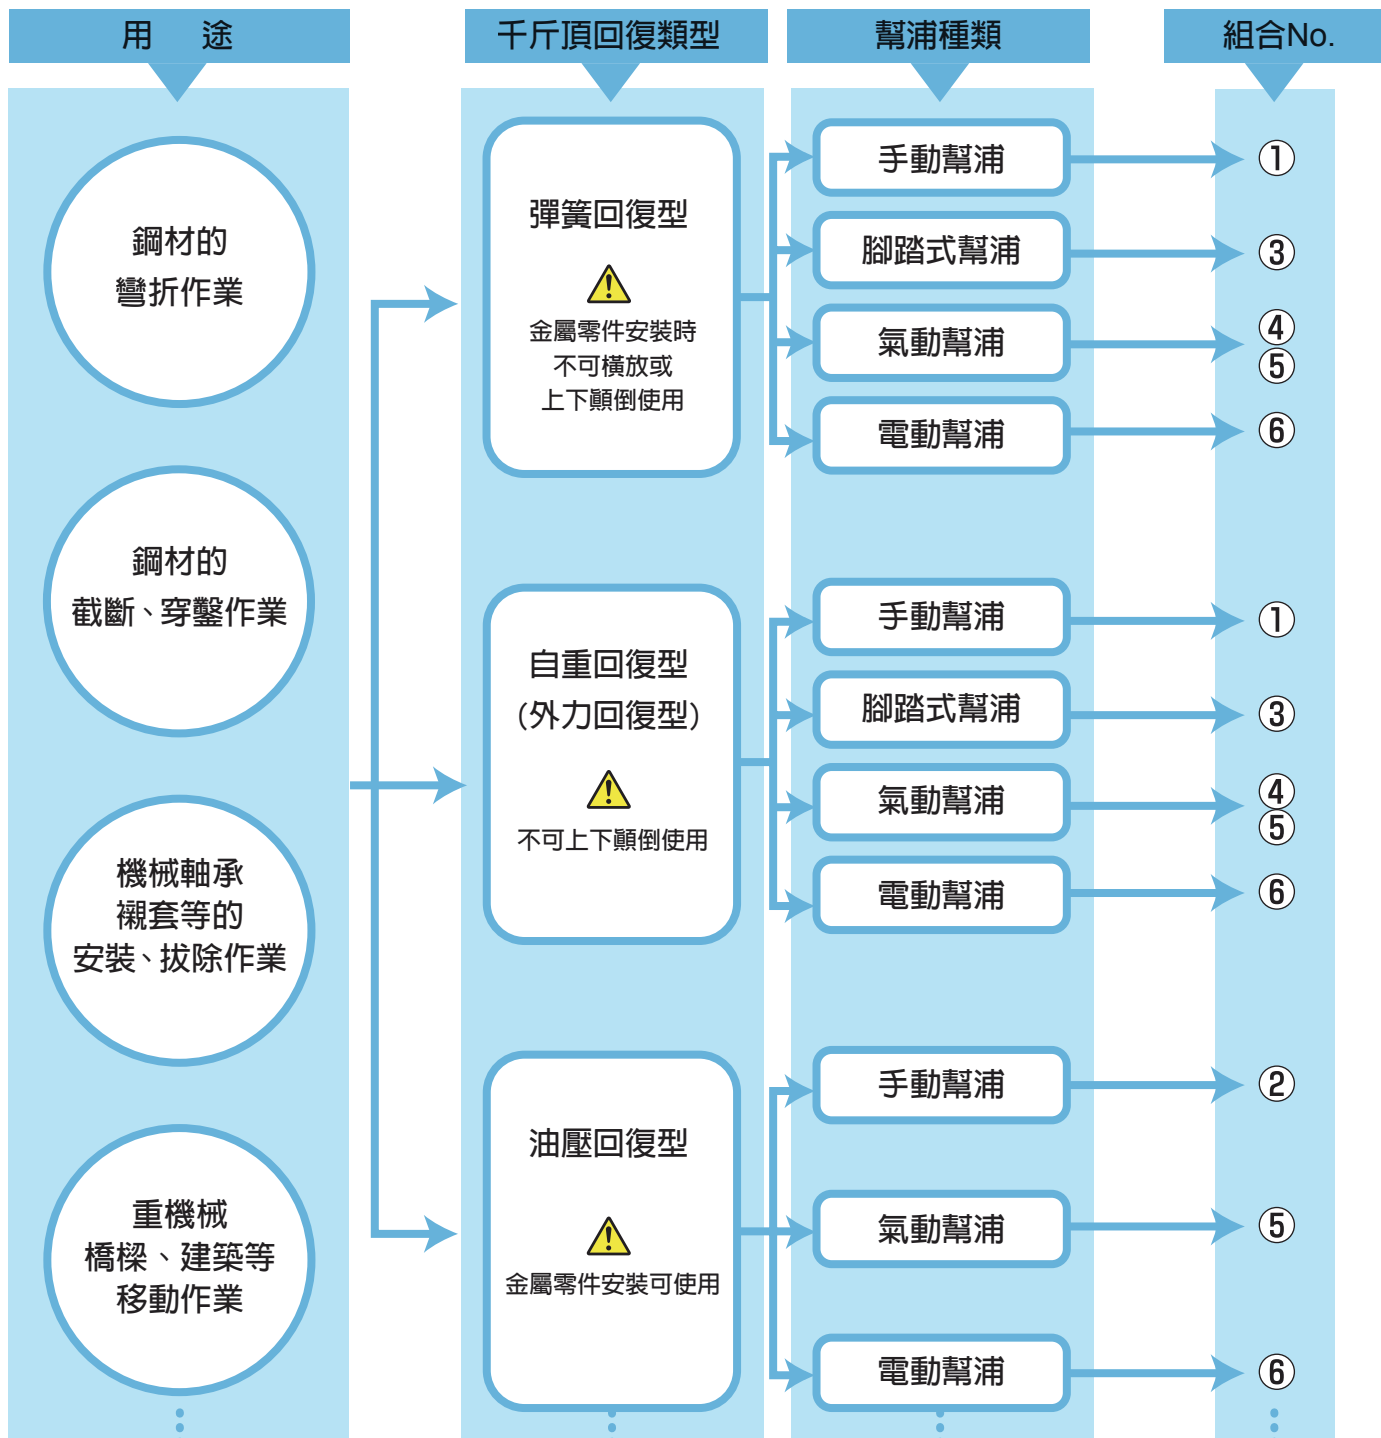 用 途
千斤頂回復類型
幫浦種類
組合No.
鋼材的
彎折作業
鋼材的
截斷、穿鑿作業
機械軸承
襯套等的
安裝、拔除作業
重機械
橋樑、建築等
移動作業
彈簧回復型
金屬零件安裝時
不可橫放或
上下顛倒使用
手動幫浦
①
腳踏式幫浦
③
氣動幫浦
④
⑤
電動幫浦
⑥
自重回復型
(外力回復型)
不可上下顛倒使用
手動幫浦
①
腳踏式幫浦
③
氣動幫浦
④
⑤
電動幫浦
⑥
油壓回復型
金屬零件安裝可使用
手動幫浦
②
氣動幫浦
⑤
電動幫浦
⑥